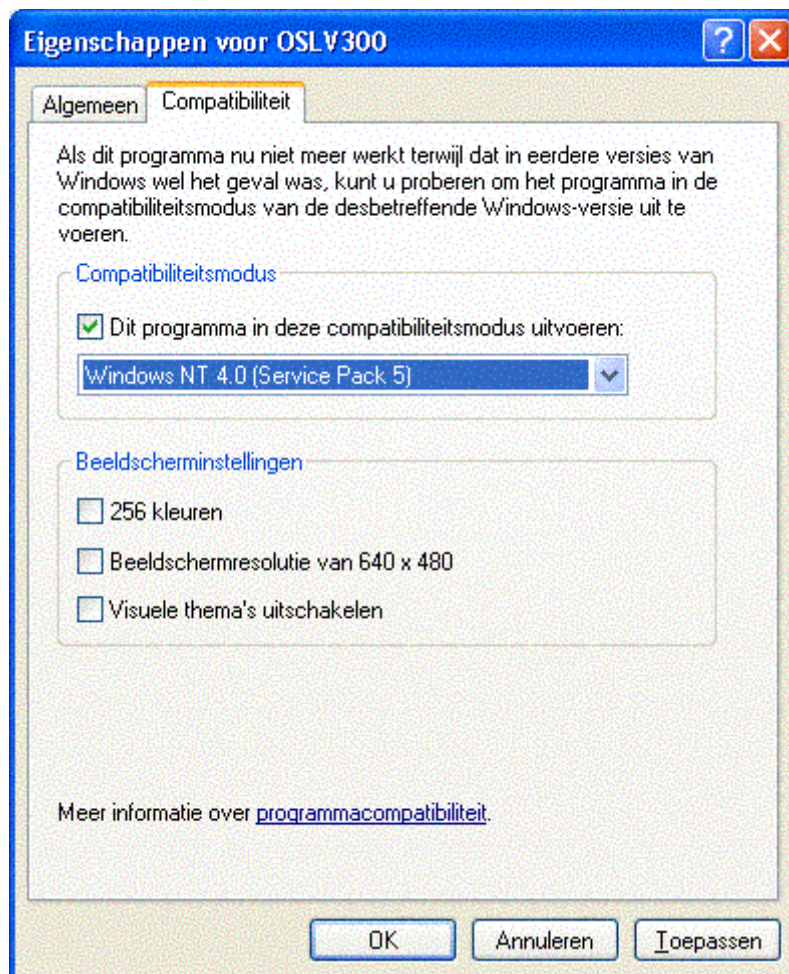 Eigenschappen voor OSLV300
Algemeen
Compatibiliteit
Als dit programma nu niet meer werkt terwijl dat in eerdere versies van
Windows wel het geval was, kunt u proberen om het programma in de
compatibiliteitsmodus van de desbetreffende Windows-versie uit te
voeren.
Compatibiliteitsmodus
Dit programma in deze compatibiliteitsmodus uitvoeren:
Windows NT 4.0 (Service Pack 5)
Beeldscherminstellingen
256 kleuren
Beeldschermresolutie van 640 x 480
Visuele thema's uitschakelen
Meer informatie over programmacompatibiliteit.
OK
Annuleren
Toepassen